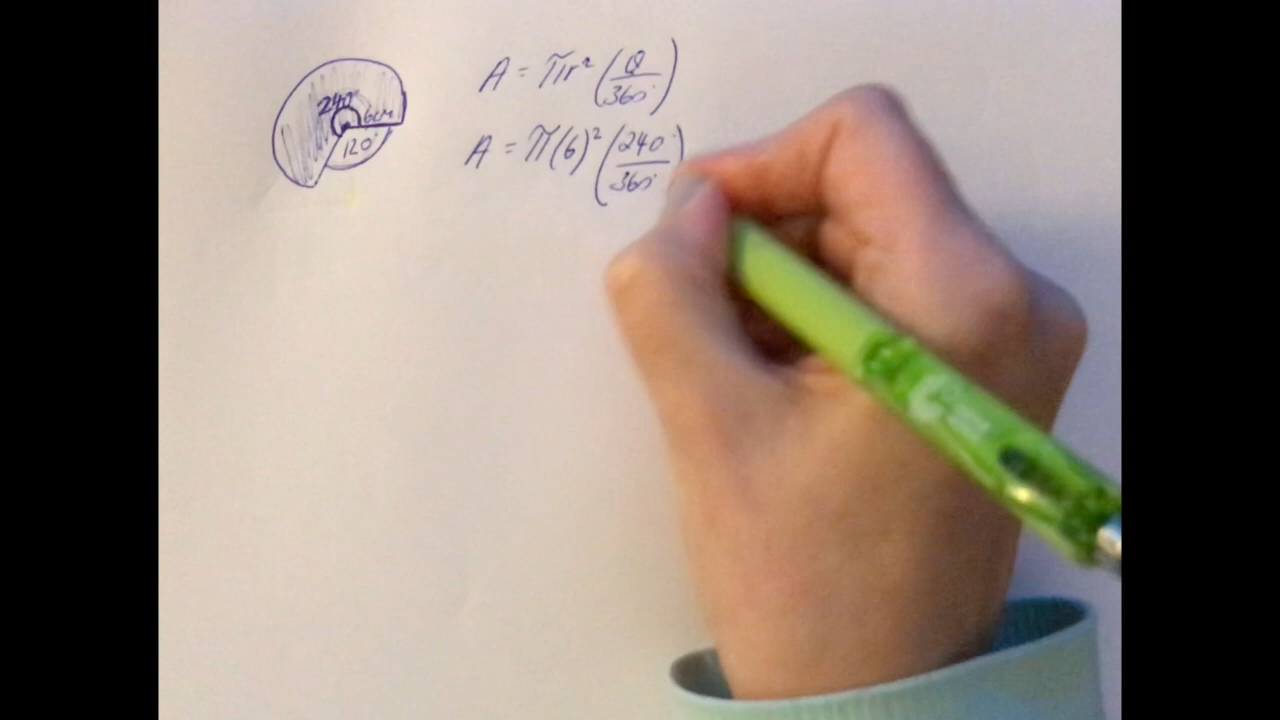 240°
6cm
120°
A = πr² (θ/360°)
A = π(6)² (240°/360°)